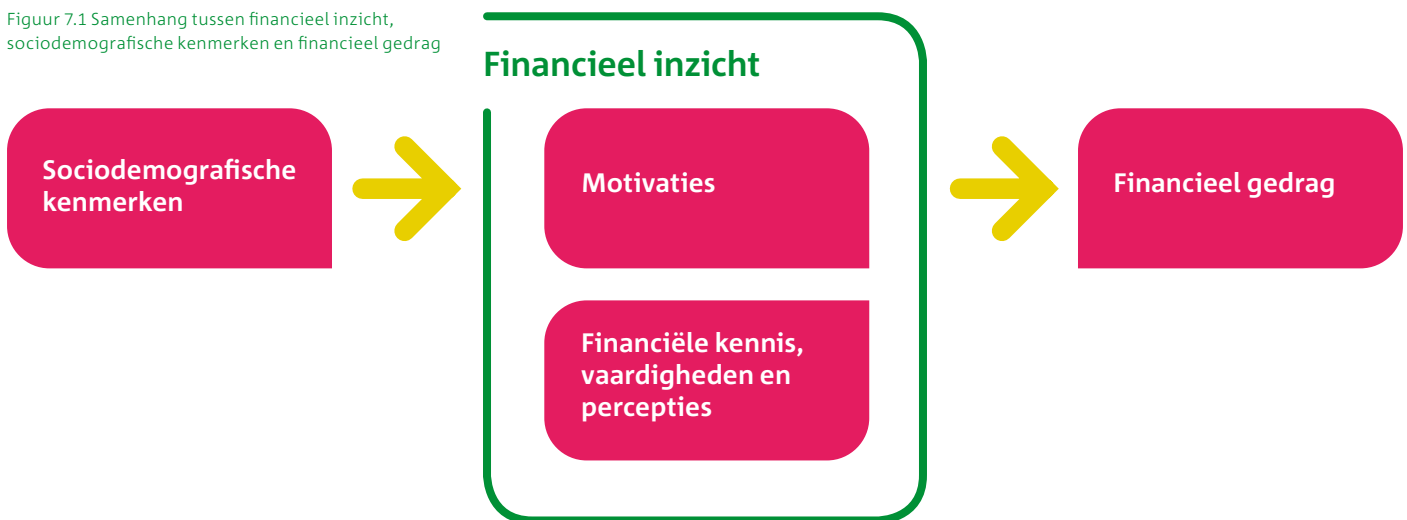 Figuur 7.1 Samenhang tussen financieel inzicht,
sociodemografische kenmerken en financieel gedrag
Financieel inzicht
Sociodemografische
kenmerken
Motivaties
Financiële kennis,
vaardigheden en
percepties
Financieel gedrag